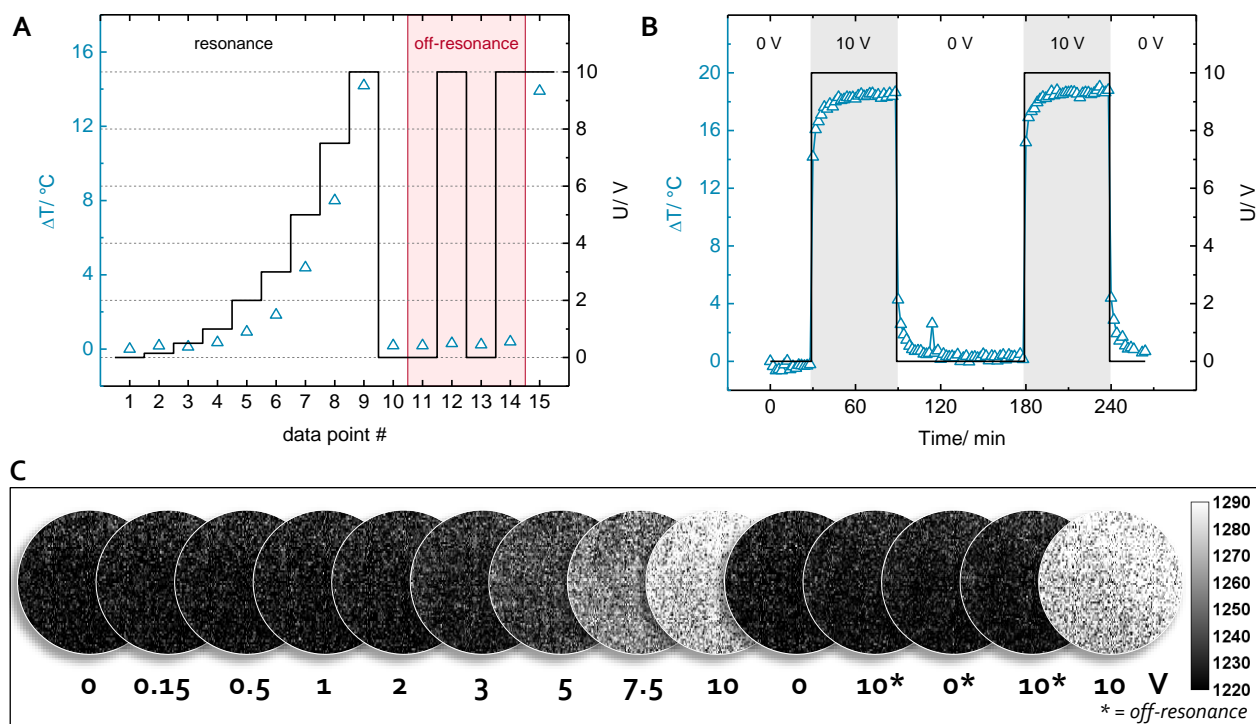 A
resonance
off-resonance
16
12
8
4
0
ΔT/ °C
10
8
6
4
2
0
U/ V
1 2 3 4 5 6 7 8 9 10 11 12 13 14 15
data point #
B
0 V
10 V
0 V
10 V
0 V
20
16
12
8
4
0
ΔT/ °C
10
8
6
4
2
0
U/ V
0 60 120 180 240
Time/ min
C
0 0.15 0.5 1 2 3 5 7.5 10 0 10* 0* 10* 10 V
1290
1280
1270
1260
1250
1240
1230
1220
* = off-resonance